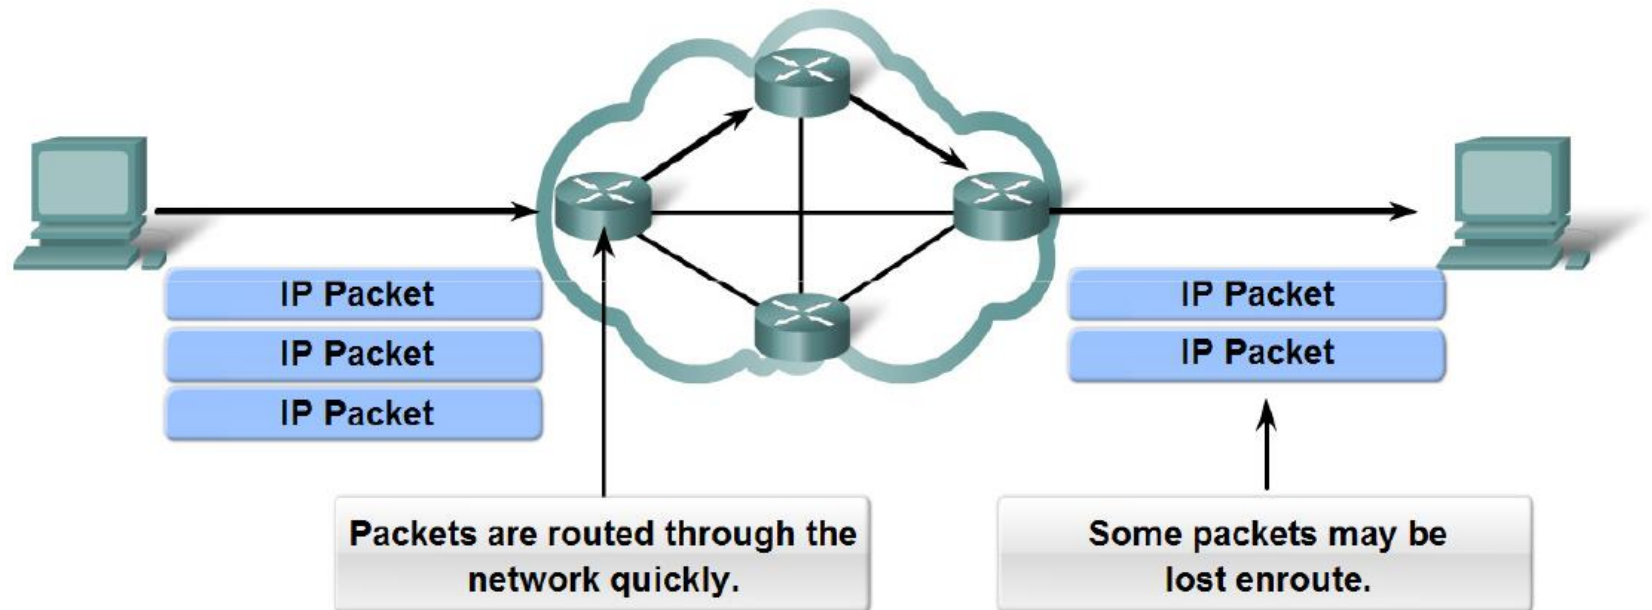 IP Packet
IP Packet
IP Packet
IP Packet
IP Packet
Packets are routed through the
network quickly.
Some packets may be
lost enroute.